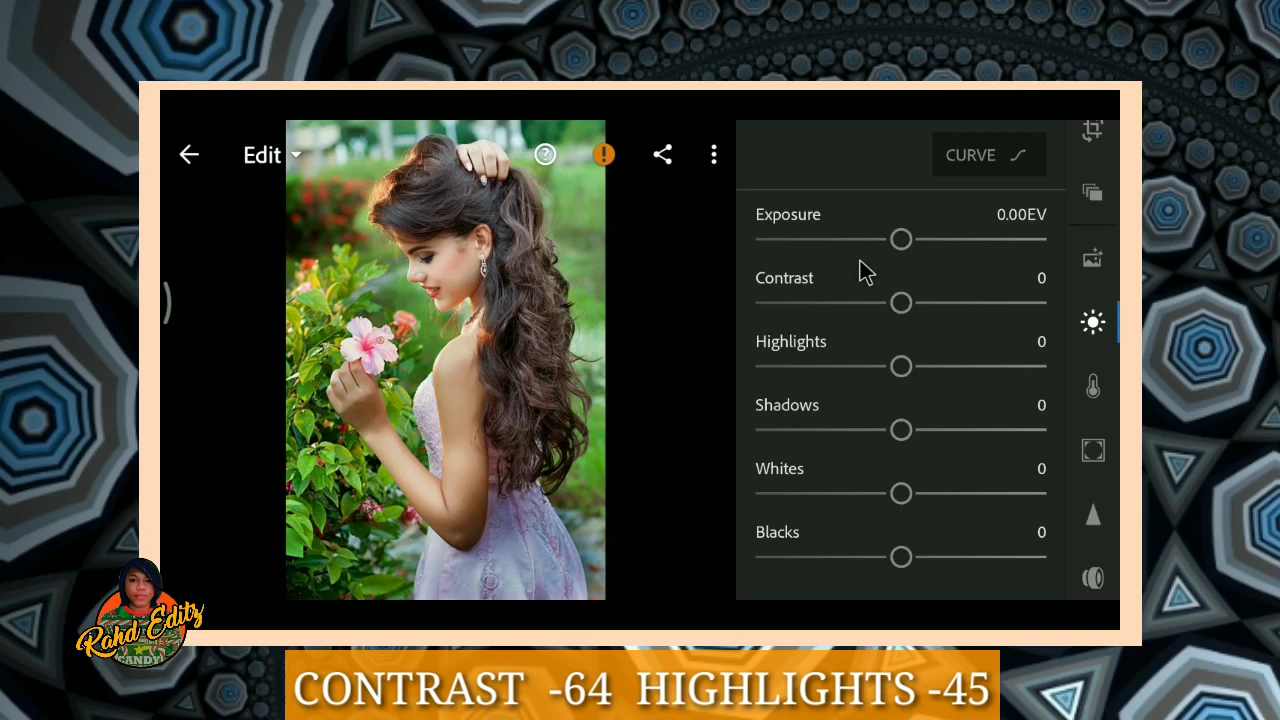 Edit
CURVE
Exposure 0.00EV
Contrast 0
Highlights 0
Shadows 0
Whites 0
Blacks 0
Rahd Editz
CANDY
CONTRAST -64 HIGHLIGHTS -45